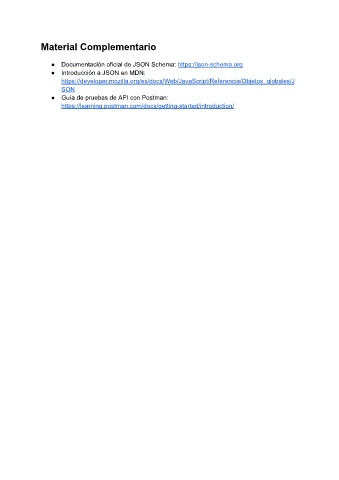 Material Complementario
● Documentación oficial de JSON Schema: https://json-schema.org
● Introducción a JSON en MDN:
https://developer.mozilla.org/es/docs/Web/JavaScript/Referencia/Objetos_globales/J
SON
● Guía de pruebas de API con Postman:
https://learning.postman.com/docs/getting-started/introduction/